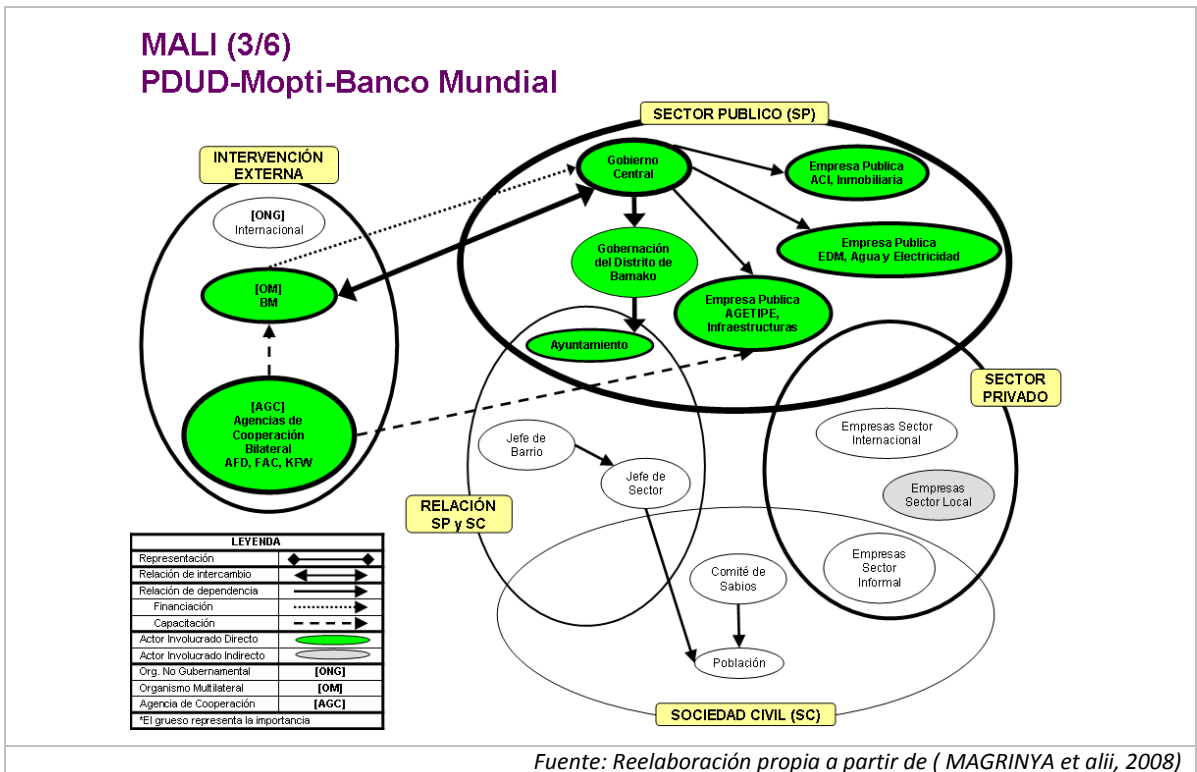 MALI (3/6)
PDUD-Mopti-Banco Mundial
SECTOR PUBLICO (SP)
INTERVENCIÓN
EXTERNA
Gobierno
Central
Empresa Publica
ACI, Inmobiliaria
[ONG]
Internacional
Gobernación
del Distrito de
Bamako
Empresa Publica
EDM, Agua y Electricidad
[OM]
BM
Empresa Publica
AGETIPE,
Infraestructuras
Ayuntamiento
SECTOR
PRIVADO
[AGC]
Agencias de
Cooperación
Bilateral
AFD, FAC, KFW
Jefe de
Barrio
Empresas Sector
Internacional
Jefe de
Sector
Empresas
Sector Local
RELACIÓN
SP y SC
Comité de
Sabios
Empresas
Sector
Informal
Población
SOCIEDAD CIVIL (SC)
LEYENDA
Representación
Relación de intercambio
Relación de dependencia
Financiación
Capacitación
Actor Involucrado Directo
Actor Involucrado Indirecto
Org. No Gubernamental [ONG]
Organismo Multilateral [OM]
Agencia de Cooperación [AGC]
*El grueso representa la importancia
Fuente: Reelaboración propia a partir de ( MAGRINYA et alii, 2008)